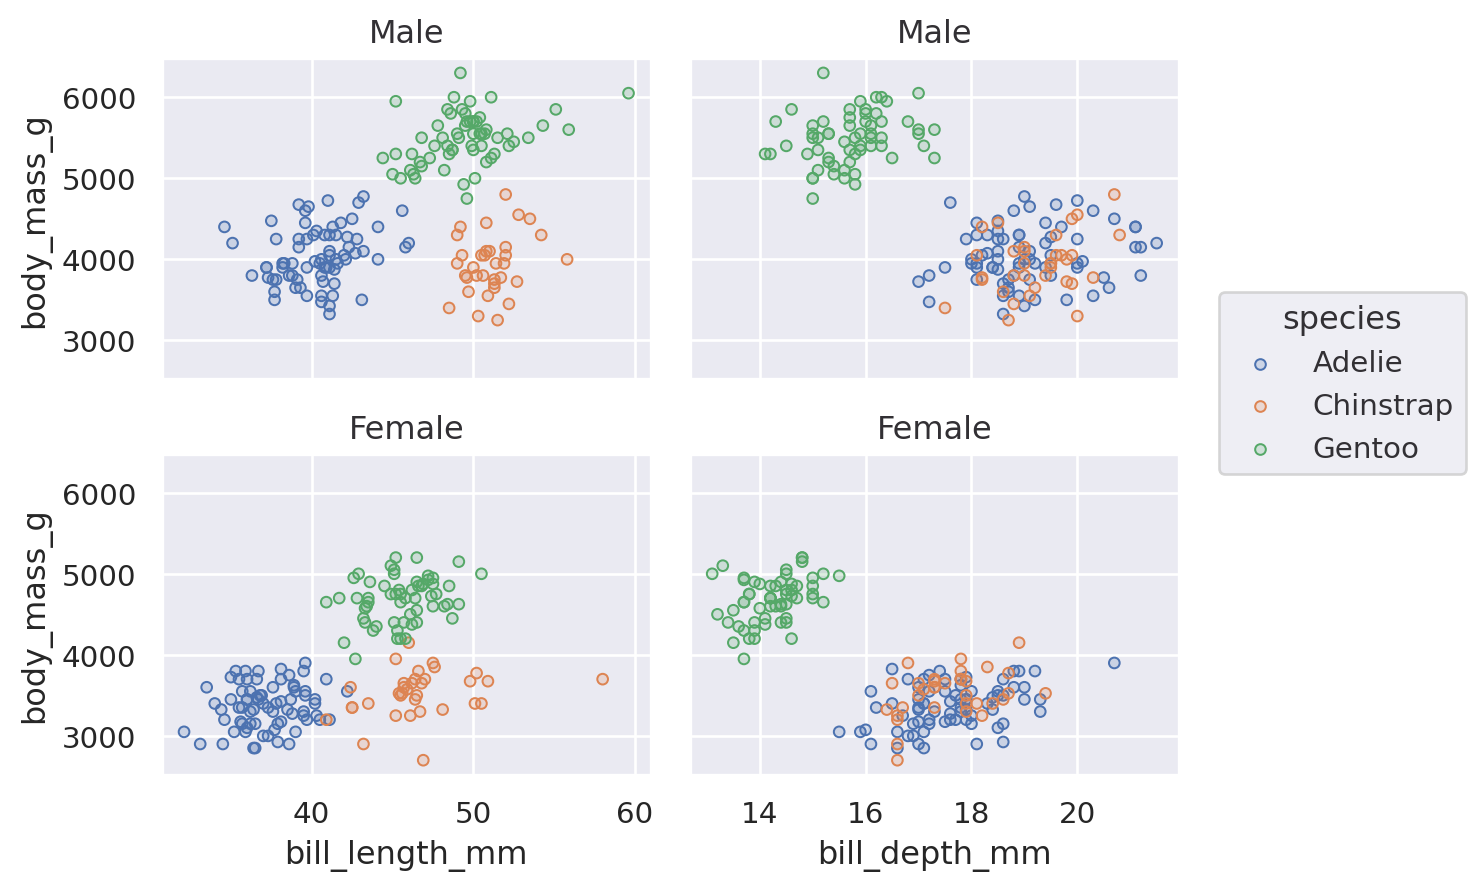 Male
Male
body_mass_g
6000
5000
4000
3000
Female
Female
body_mass_g
6000
5000
4000
3000
40
50
60
14
16
18
20
bill_length_mm
bill_depth_mm
species
Adelie
Chinstrap
Gentoo